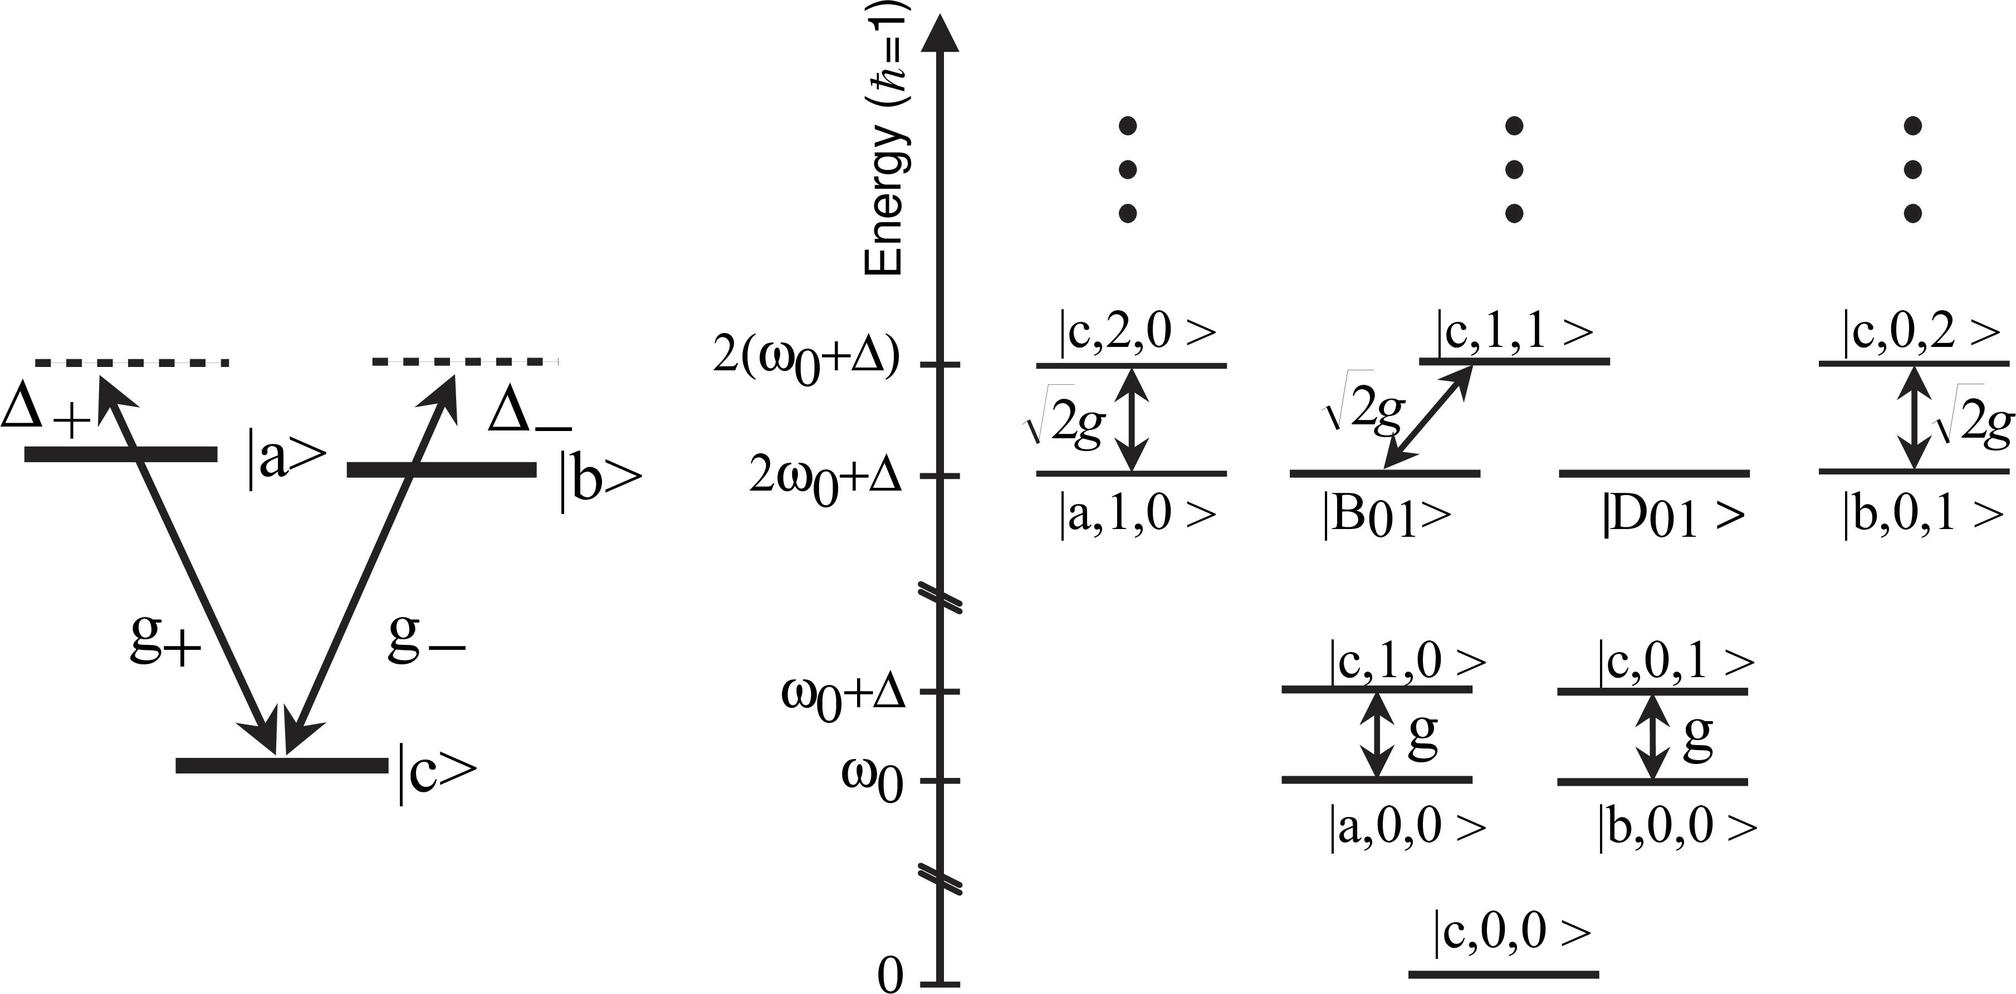 Δ+
|a>
Δ−
|b>
g+
g−
|c>
Energy (ħ=1)
2(ω0+Δ)
2ω0+Δ
ω0+Δ
ω0
0
|c,2,0 >
|c,1,1 >
|c,0,2 >
√2g
√2g
√2g
|a,1,0 >
|B01>
|D01 >
|b,0,1 >
|c,1,0 >
|c,0,1 >
g
g
|a,0,0 >
|b,0,0 >
|c,0,0 >